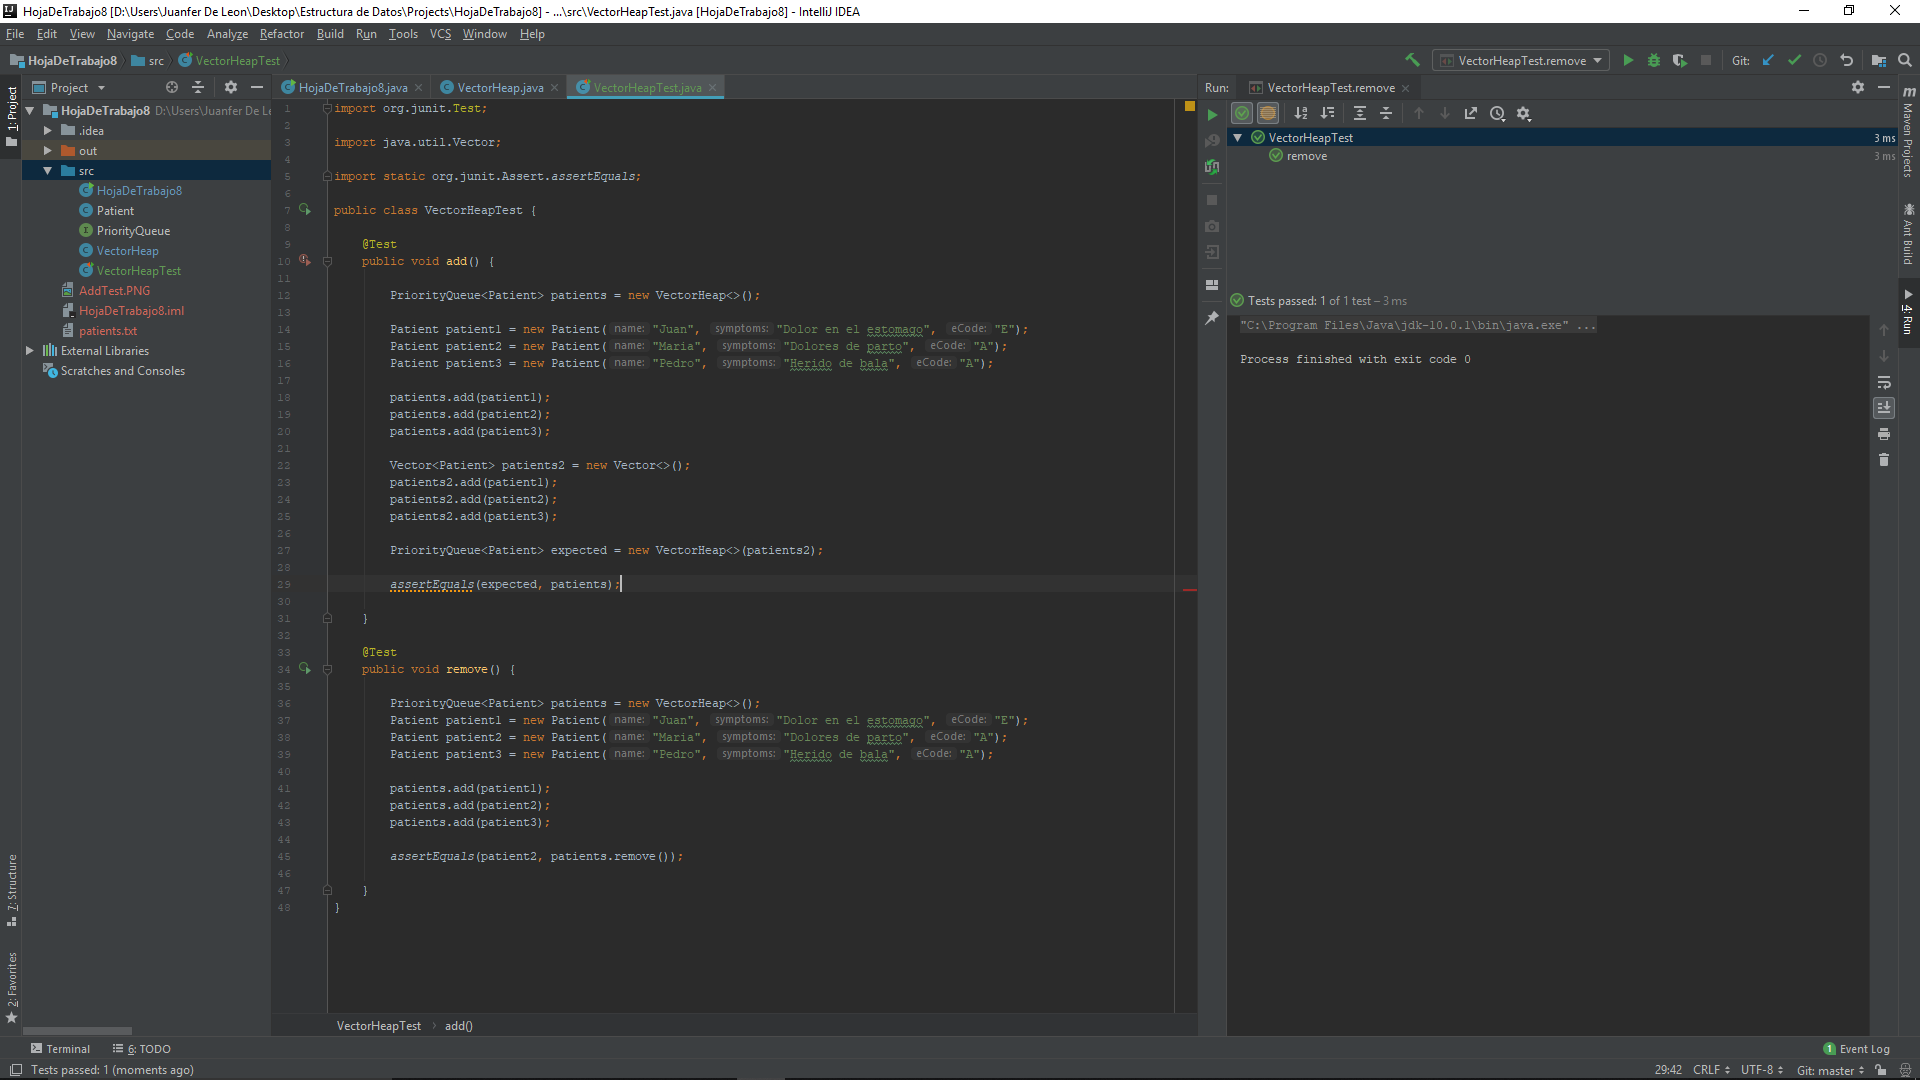 HojaDeTrabajo8 [D:\Users\Juanfer De Leon\Desktop\Estructura de Datos\Projects\HojaDeTrabajo8] - ...\src\VectorHeapTest.java [HojaDeTrabajo8] - IntelliJ IDEA
File Edit View Navigate Code Analyze Refactor Build Run Tools VCS Window Help
HojaDeTrabajo8 src VectorHeapTest VectorHeapTest.remove Git:
Project HojaDeTrabajo8.java VectorHeap.java VectorHeapTest.java Run: VectorHeapTest.remove
1: Project
HojaDeTrabajo8 D:\Users\Juanfer De Le
.idea
out
src
HojaDeTrabajo8
Patient
PriorityQueue
VectorHeap
VectorHeapTest
AddTest.PNG
HojaDeTrabajo8.iml
patients.txt
External Libraries
Scratches and Consoles
7: Structure
2: Favorites
1 import org.junit.Test;
2
3 import java.util.Vector;
4
5 import static org.junit.Assert.assertEquals;
6
7 public class VectorHeapTest {
8
9 @Test
10 public void add() {
11
12 PriorityQueue<Patient> patients = new VectorHeap<>();
13
14 Patient patient1 = new Patient( name: "Juan", symptoms: "Dolor en el estomago", eCode: "E");
15 Patient patient2 = new Patient( name: "Maria", symptoms: "Dolores de parto", eCode: "A");
16 Patient patient3 = new Patient( name: "Pedro", symptoms: "Herido de bala", eCode: "A");
17
18 patients.add(patient1);
19 patients.add(patient2);
20 patients.add(patient3);
21
22 Vector<Patient> patients2 = new Vector<>();
23 patients2.add(patient1);
24 patients2.add(patient2);
25 patients2.add(patient3);
26
27 PriorityQueue<Patient> expected = new VectorHeap<>(patients2);
28
29 assertEquals(expected, patients);
30
31 }
32
33 @Test
34 public void remove() {
35
36 PriorityQueue<Patient> patients = new VectorHeap<>();
37 Patient patient1 = new Patient( name: "Juan", symptoms: "Dolor en el estomago", eCode: "E");
38 Patient patient2 = new Patient( name: "Maria", symptoms: "Dolores de parto", eCode: "A");
39 Patient patient3 = new Patient( name: "Pedro", symptoms: "Herido de bala", eCode: "A");
40
41 patients.add(patient1);
42 patients.add(patient2);
43 patients.add(patient3);
44
45 assertEquals(patient2, patients.remove());
46
47 }
48 }
VectorHeapTest add()
VectorHeapTest 3 ms
remove 3 ms
Tests passed: 1 of 1 test – 3 ms
"C:\Program Files\Java\jdk-10.0.1\bin\java.exe" ...
Process finished with exit code 0
m Maven Projects
Ant Build
4: Run
Terminal 6: TODO 1 Event Log
Tests passed: 1 (moments ago) 29:42 CRLF UTF-8 Git: master